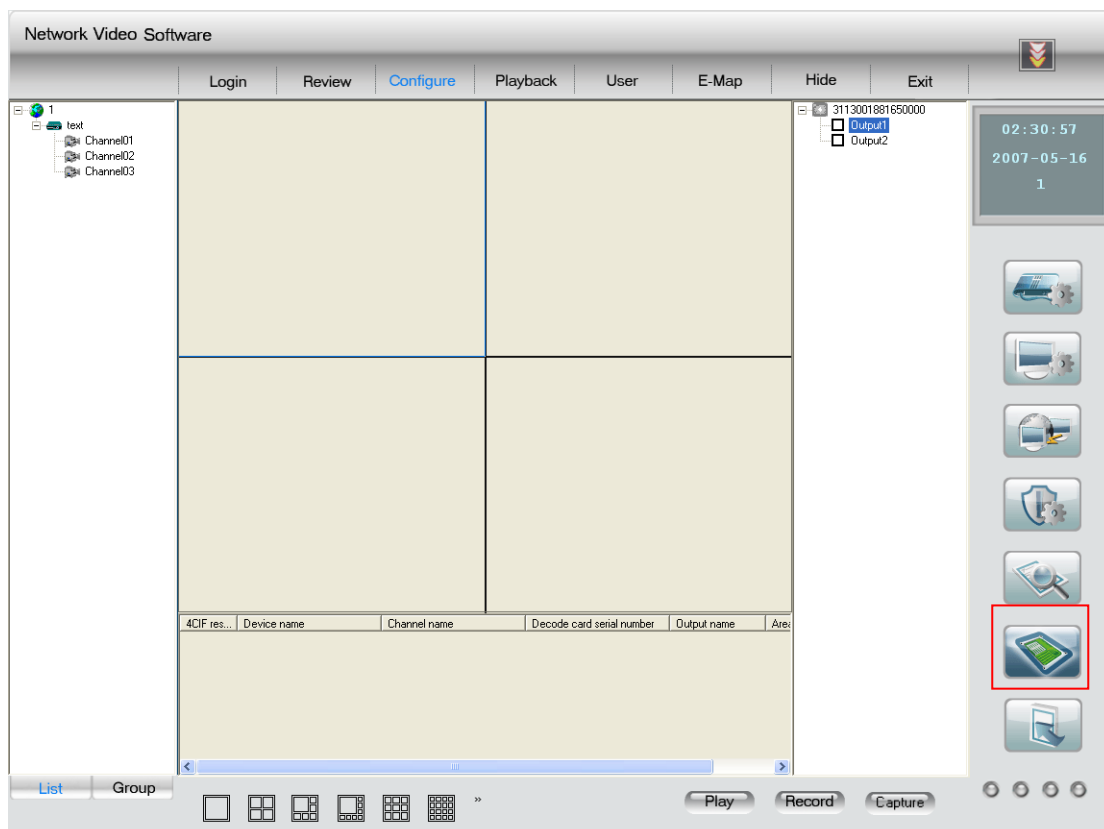 Network Video Software
Login Review Configure Playback User E-Map Hide Exit
1
text
Channel01
Channel02
Channel03
3113001881650000
Output1
Output2
02:30:57
2007-05-16
1
4CIF res... Device name Channel name Decode card serial number Output name Area
List Group
»
Play Record Capture